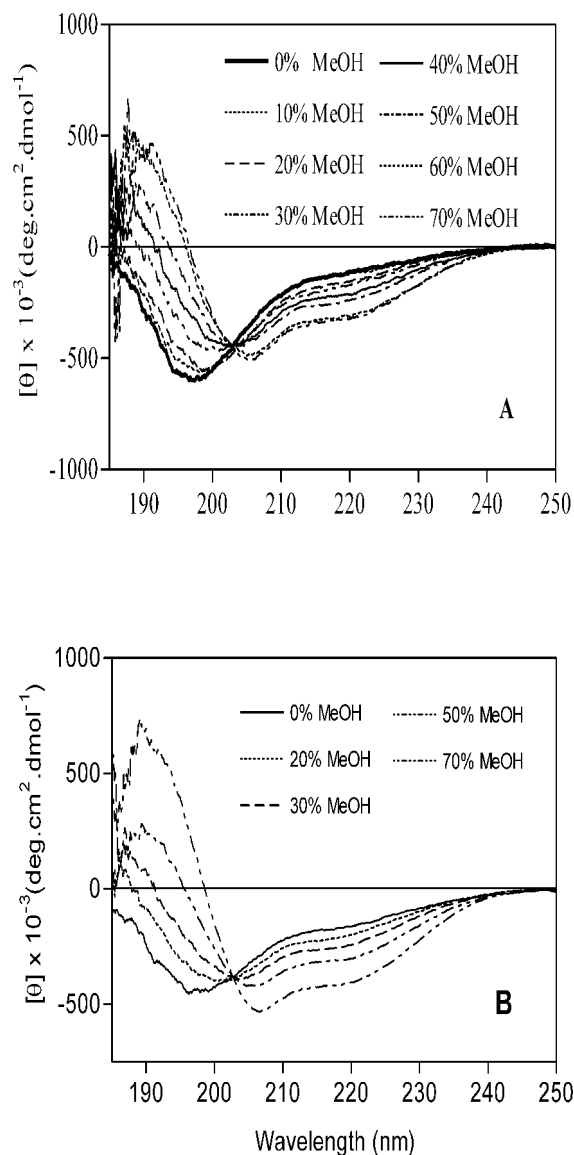 1000
500
0
-500
-1000
[θ] x 10⁻³ (deg.cm².dmol⁻¹)
0% MeOH
40% MeOH
10% MeOH
50% MeOH
20% MeOH
60% MeOH
30% MeOH
70% MeOH
A
190 200 210 220 230 240 250
1000
500
0
-500
[θ] x 10⁻³ (deg.cm².dmol⁻¹)
0% MeOH
50% MeOH
20% MeOH
70% MeOH
30% MeOH
B
190 200 210 220 230 240 250
Wavelength (nm)